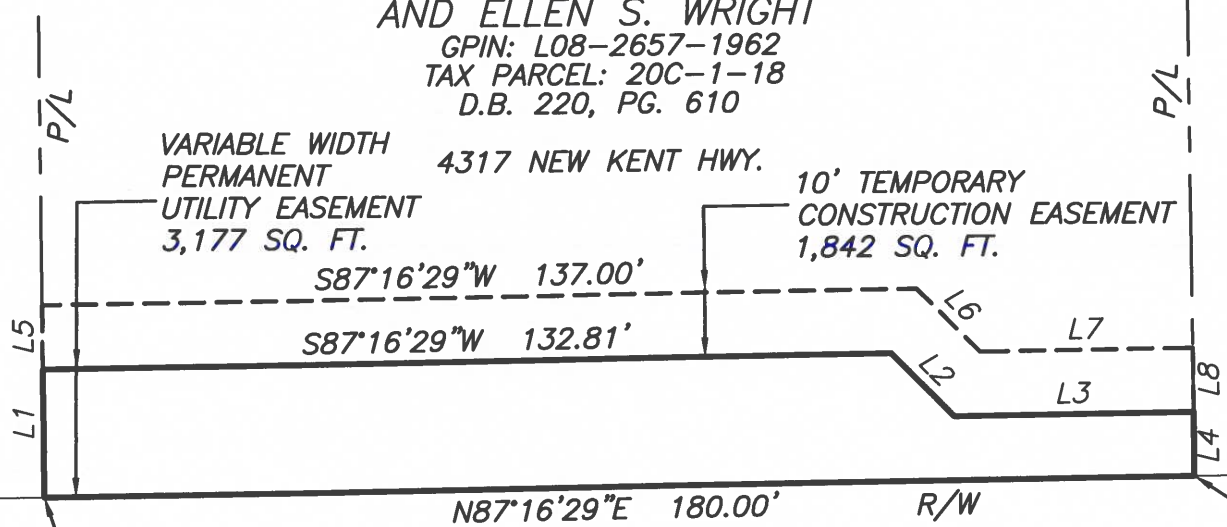 AND ELLEN S. WRIGHT
GPIN: L08-2657-1962
TAX PARCEL: 20C-1-18
D.B. 220, PG. 610
4317 NEW KENT HWY.
P/L
P/L
VARIABLE WIDTH
PERMANENT
UTILITY EASEMENT
3,177 SQ. FT.
10' TEMPORARY
CONSTRUCTION EASEMENT
1,842 SQ. FT.
S87°16'29"W 137.00'
L6
L5
L7
S87°16'29"W 132.81'
L2
L8
L3
L1
L4
N87°16'29"E 180.00' R/W